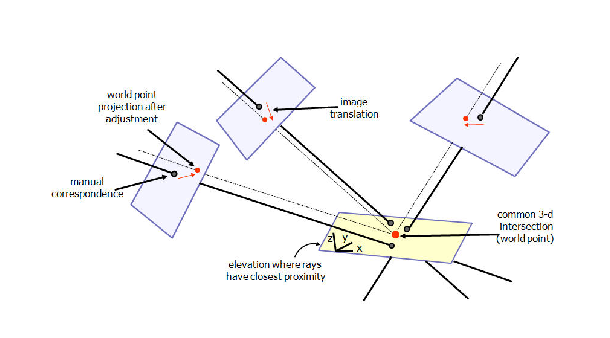 world point
projection after
adjustment
image
translation
manual
correspondence
common 3-d
Intersection
(world point)
z
y
x
elevation where rays
have closest proximity